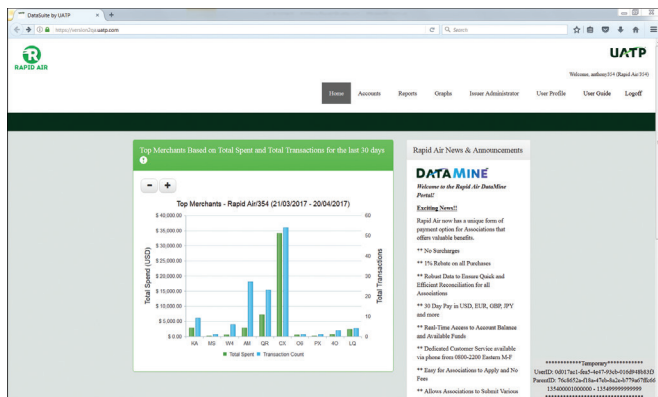 DataSuite by UATP
https://version2qa.uatp.com
Search
RAPID AIR
UATP
Welcome, anthony354 (Rapid Air/354)
Home Accounts Reports Graphs Issuer Administrator User Profile User Guide Logoff
Top Merchants Based on Total Spent and Total Transactions for the last 30 days
- +
Top Merchants - Rapid Air/354 (21/03/2017 - 20/04/2017)
Total Spend (USD)
$ 40,000.00
$ 35,000.00
$ 30,000.00
$ 25,000.00
$ 20,000.00
$ 15,000.00
$ 10,000.00
$ 5,000.00
$ 0.00
60
50
40
30
20
10
0
Total Transactions
KA MS W4 AM QR CX O6 PX 4O LQ
Total Spent Transaction Count
Rapid Air News & Announcements
DATAMINE
Welcome to the Rapid Air DataMine
Portal!
Exciting News!!
Rapid Air now has a unique form of
payment option for Associations that
offers valuable benefits.
** No Surcharges
** 1% Rebate on all Purchases
** Robust Data to Ensure Quick and
Efficient Reconciliation for all
Associations
** 30 Day Pay in USD, EUR, GBP, JPY
and more
** Real-Time Access to Account Balance
and Available Funds
** Dedicated Customer Service available
via phone from 0800-2200 Eastern M-F
** Easy for Associations to Apply and No
Fees
** Allows Associations to Submit Various
************Temporary************
UserID:
ParentID:
135400001000000 - 135499999999999